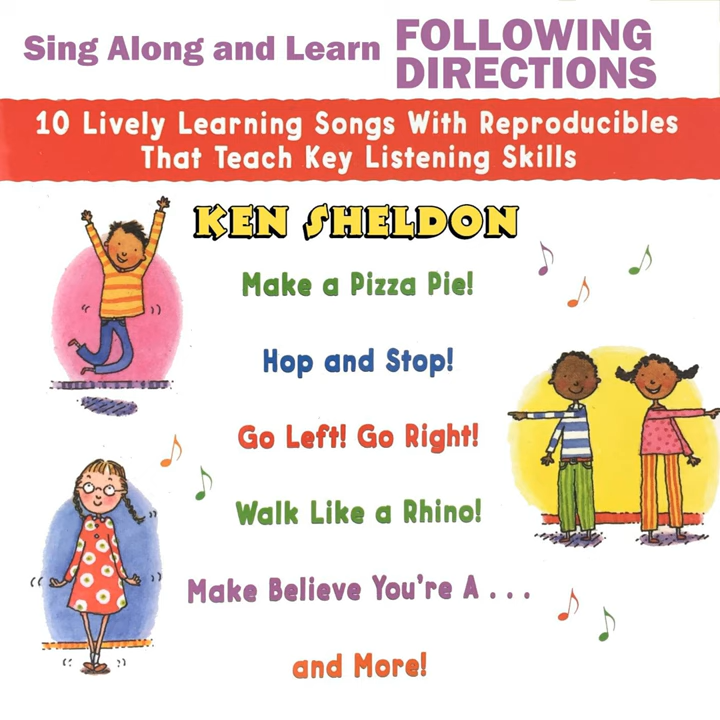 Sing Along and Learn FOLLOWING DIRECTIONS
10 Lively Learning Songs With Reproducibles
That Teach Key Listening Skills
KEN SHELDON
Make a Pizza Pie!
Hop and Stop!
Go Left! Go Right!
Walk Like a Rhino!
Make Believe You're A . . .
and More!